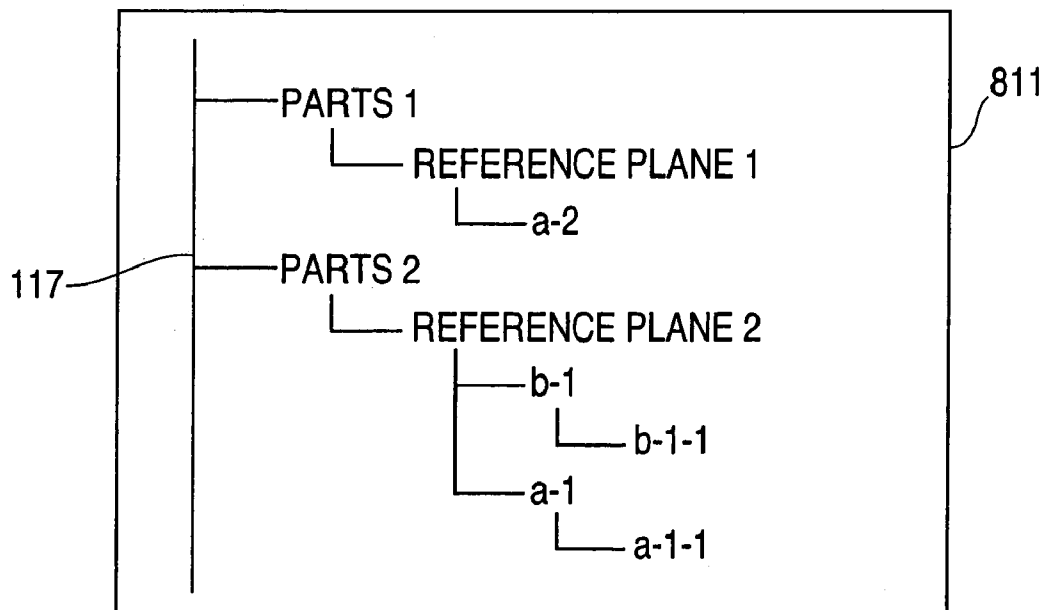 811
PARTS 1
REFERENCE PLANE 1
a-2
117
PARTS 2
REFERENCE PLANE 2
b-1
b-1-1
a-1
a-1-1